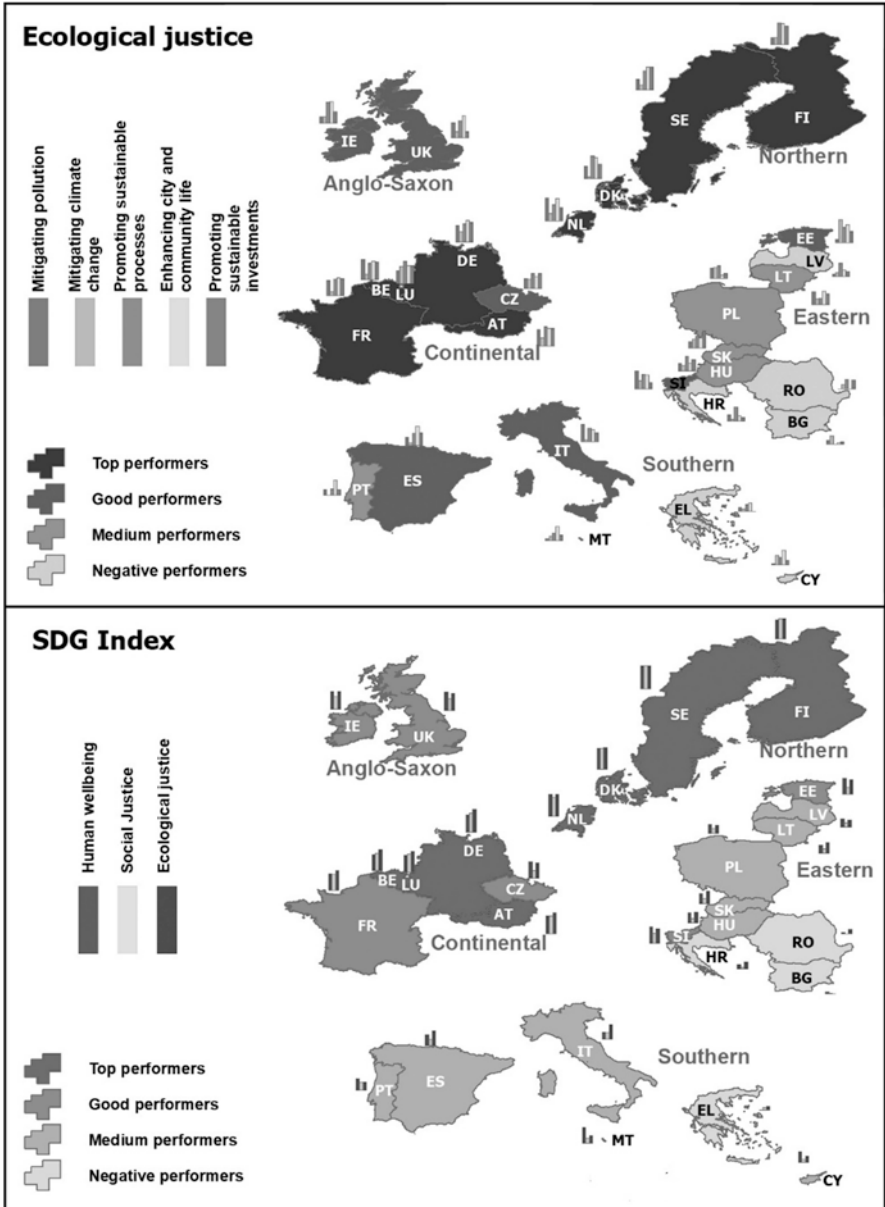 Ecological justice
Mitigating pollution
Mitigating climate
change
Promoting sustainable
processes
Enhancing city and
community life
Promoting
sustainable
investments
IE
UK
Anglo-Saxon
SE
FI
Northern
DK
NL
DE
BE
LU
CZ
FR
AT
Continental
EE
LV
LT
Eastern
PL
SK
HU
SI
HR
RO
BG
Top performers
Good performers
Medium performers
Negative performers
PT
ES
IT
Southern
MT
EL
CY
SDG Index
Human wellbeing
Social Justice
Ecological justice
IE
UK
Anglo-Saxon
SE
FI
Northern
DK
NL
DE
BE
LU
CZ
FR
AT
Continental
EE
LV
LT
Eastern
PL
SK
HU
SI
HR
RO
BG
Top performers
Good performers
Medium performers
Negative performers
PT
ES
IT
Southern
MT
EL
CY